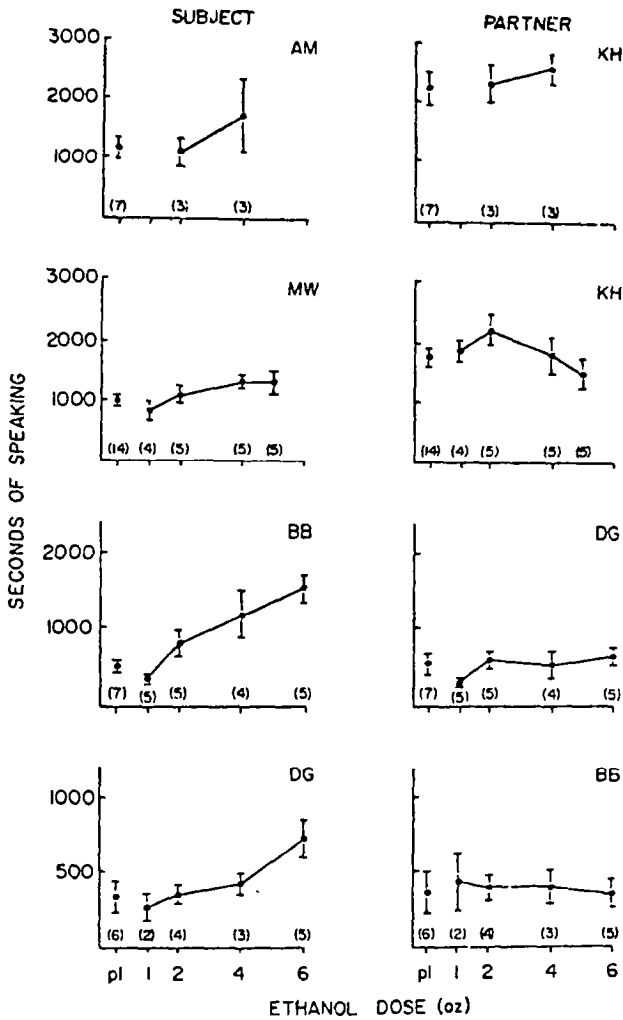 SUBJECT PARTNER
3000 AM KH
2000
1000
(7) (3) (3) (7) (3) (3)
3000 MW KH
2000
1000
(14) (4) (5) (5) (5) (14) (4) (5) (5) (5)
SECONDS OF SPEAKING
BB DG
2000
1000
(7) (5) (5) (4) (5) (7) (5) (5) (4) (5)
DG BB
1000
500
(6) (2) (4) (3) (5) (6) (2) (4) (3) (5)
pl 1 2 4 6 pl 1 2 4 6
ETHANOL DOSE (oz)